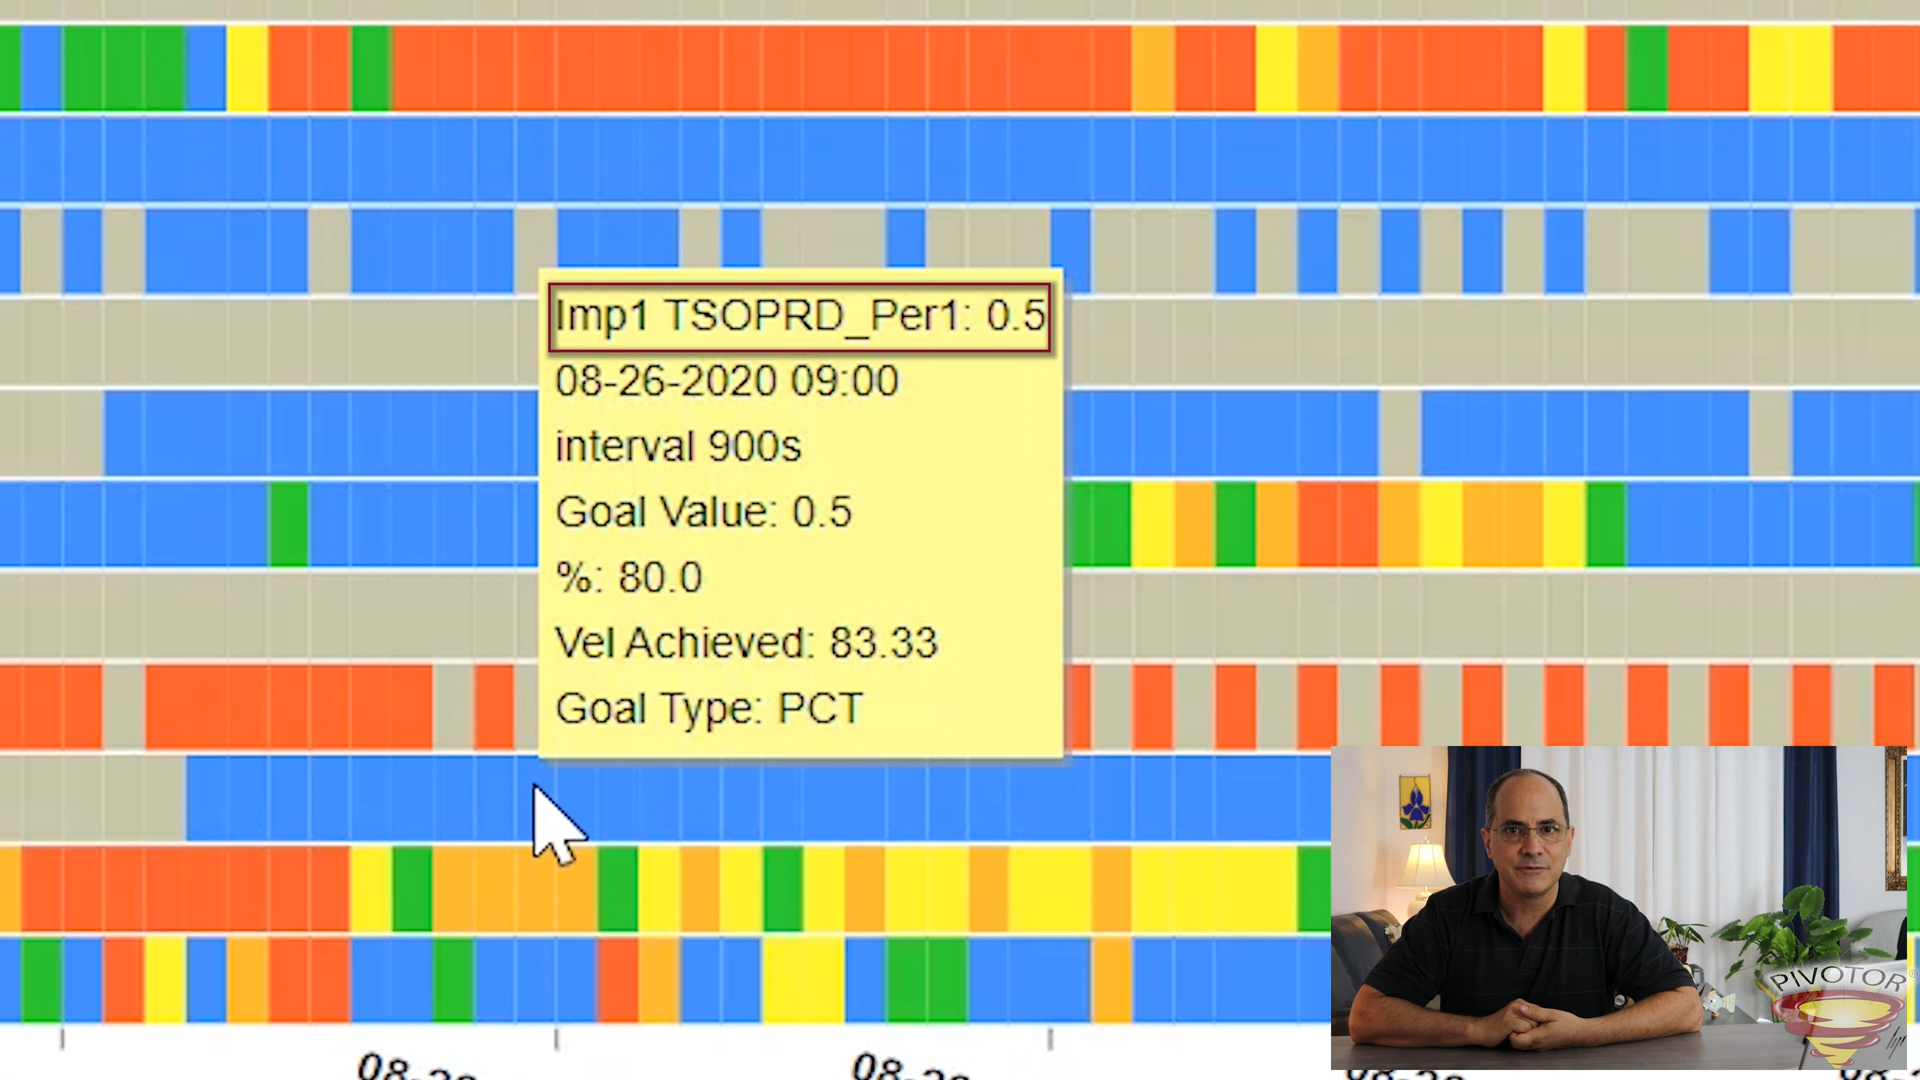 Imp1 TSOPRD_Per1: 0.5
08-26-2020 09:00
interval 900s
Goal Value: 0.5
%: 80.0
Vel Achieved: 83.33
Goal Type: PCT
PIVOTOR®